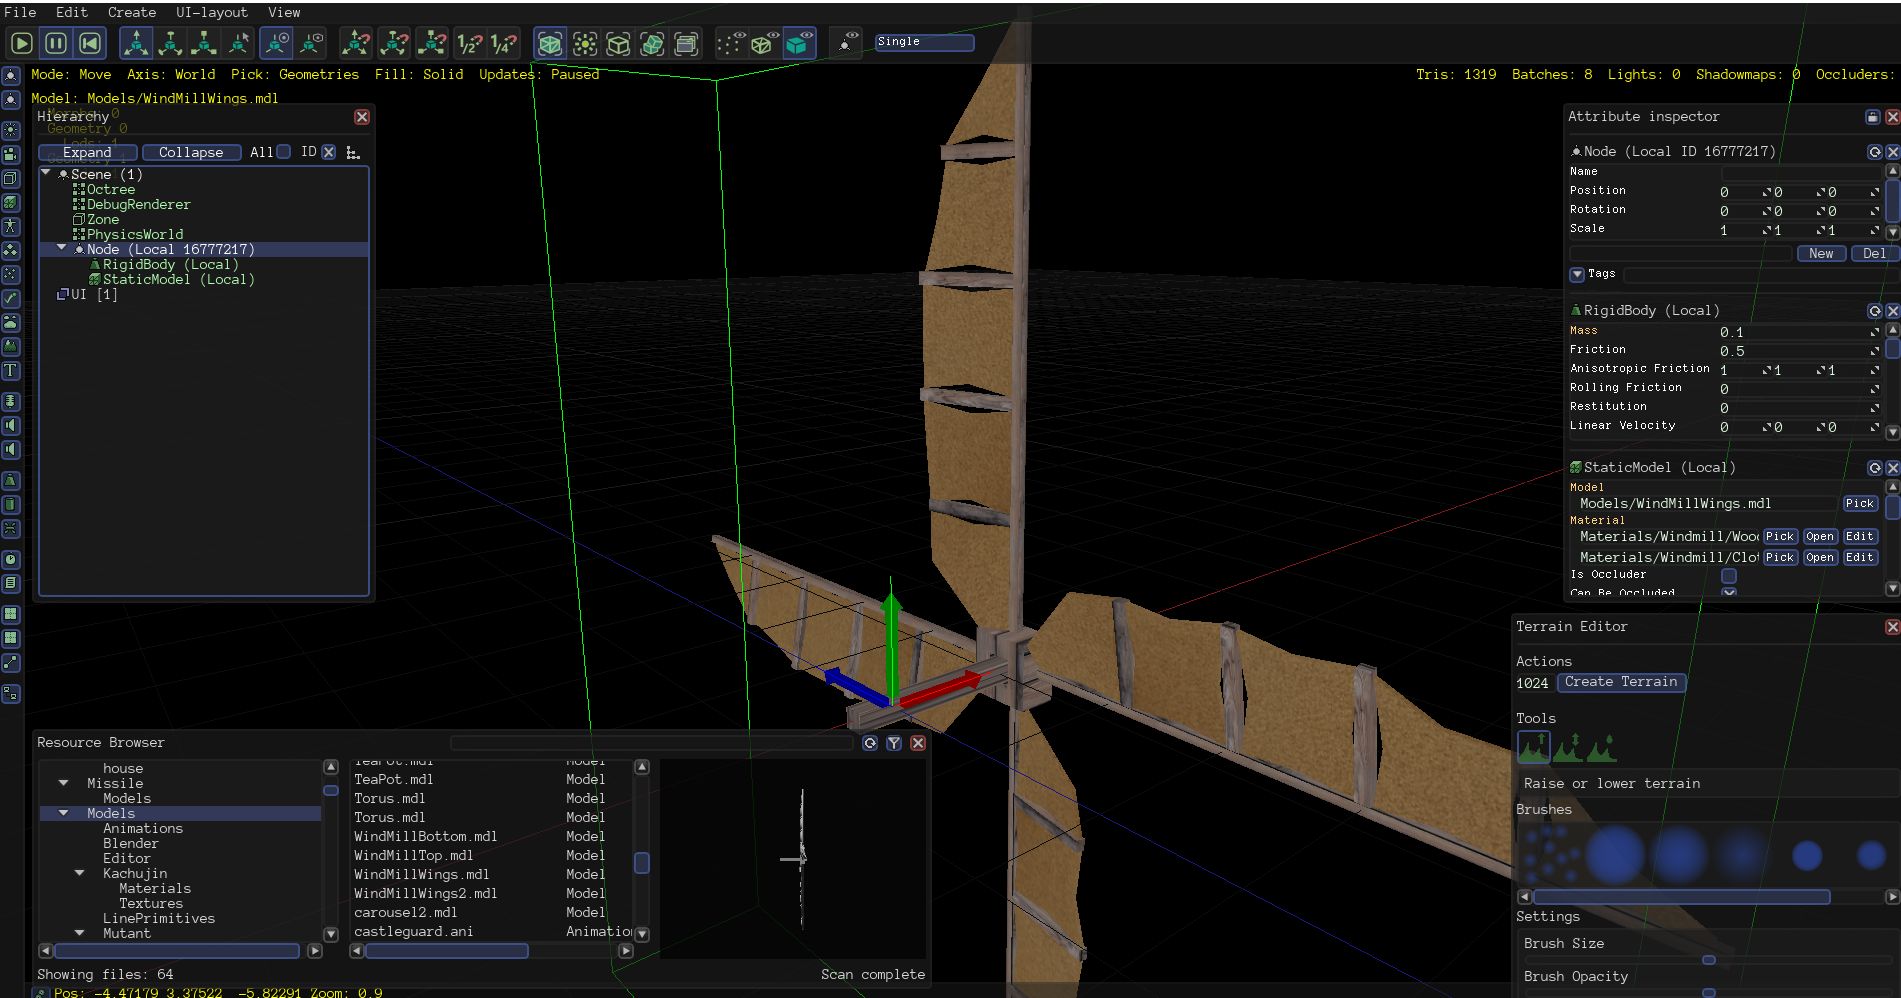 File Edit Create UI-layout View
1/2 1/4 Single
Mode: Move Axis: World Pick: Geometries Fill: Solid Updates: Paused
Tris: 1319 Batches: 8 Lights: 0 Shadowmaps: 0 Occluders:
Model: Models/WindMillWings.mdl
Hierarchy
Geometry 0
Expand Collapse All ID
Scene (1)
Octree
DebugRenderer
Zone
PhysicsWorld
Node (Local 16777217)
RigidBody (Local)
StaticModel (Local)
UI [1]
Attribute inspector
Node (Local ID 16777217)
Name
Position 0 0 0
Rotation 0 0 0
Scale 1 1 1
New Del
Tags
RigidBody (Local)
Mass 0.1
Friction 0.5
Anisotropic Friction 1 1 1
Rolling Friction 0
Restitution 0
Linear Velocity 0 0 0
StaticModel (Local)
Model
Models/WindMillWings.mdl Pick
Material
Materials/Windmill/Woo Pick Open Edit
Materials/Windmill/Clo Pick Open Edit
Is Occluder
Can Be Occluded
Terrain Editor
Actions
1024 Create Terrain
Tools
Raise or lower terrain
Brushes
Settings
Brush Size
Brush Opacity
Resource Browser
house
Missile
Models
Models
Animations
Blender
Editor
Kachujin
Materials
Textures
LinePrimitives
Mutant
TeaPot.mdl Model
TeaPot.mdl Model
Torus.mdl Model
Torus.mdl Model
WindMillBottom.mdl Model
WindMillTop.mdl Model
WindMillWings.mdl Model
WindMillWings2.mdl Model
carousel2.mdl Model
castleguard.ani Animatio
Showing files: 64
Scan complete
Pos: -4.47179 3.37522 -5.82291 Zoom: 0.9